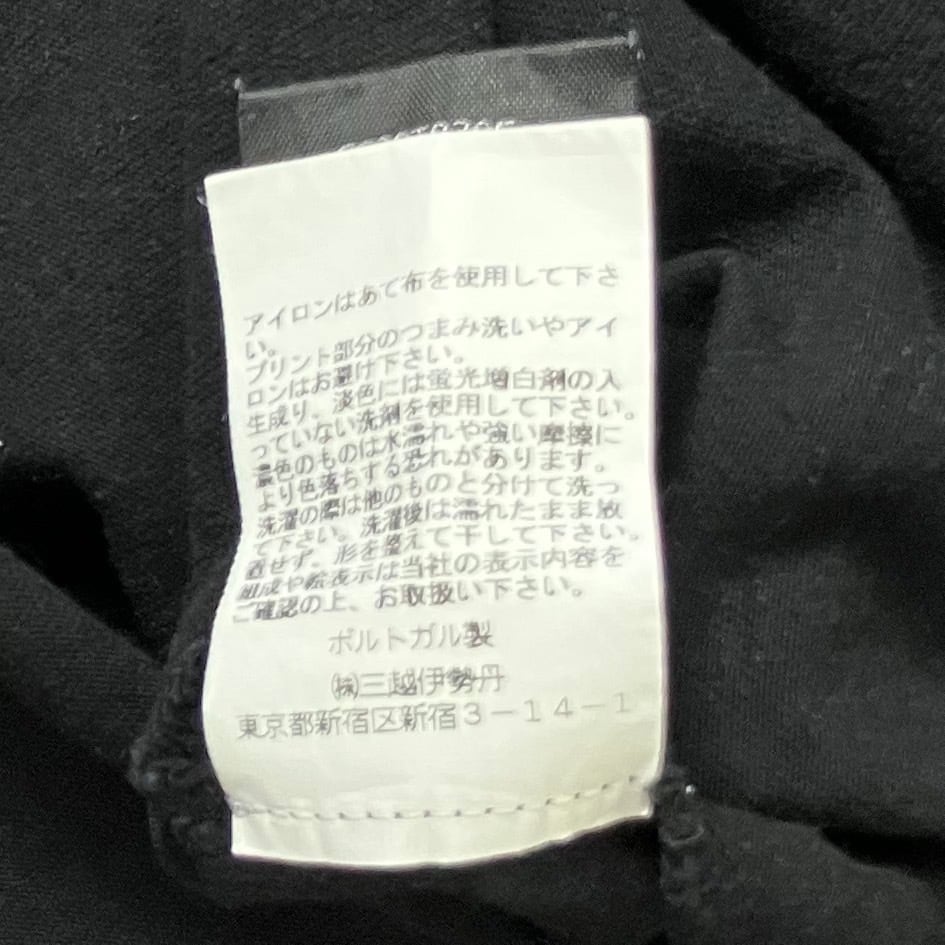 アイロンはあて布を使用して下さ
い。
プリント部分のつまみ洗いやアイ
ロンはお避け下さい。
生成り、淡色には蛍光増白剤の入
っていない洗剤を使用して下さい。
濃色のものは水濡れや強い摩擦に
より色落ちする恐れがあります。
洗濯の際は他のものと分けて洗っ
て下さい。洗濯後は濡れたまま放
置せず、形を整えて干して下さい。
組成や絵表示は当社の表示内容を
ご確認の上、お取扱い下さい。
ポルトガル製
㈱三越伊勢丹
東京都新宿区新宿３－１４－１